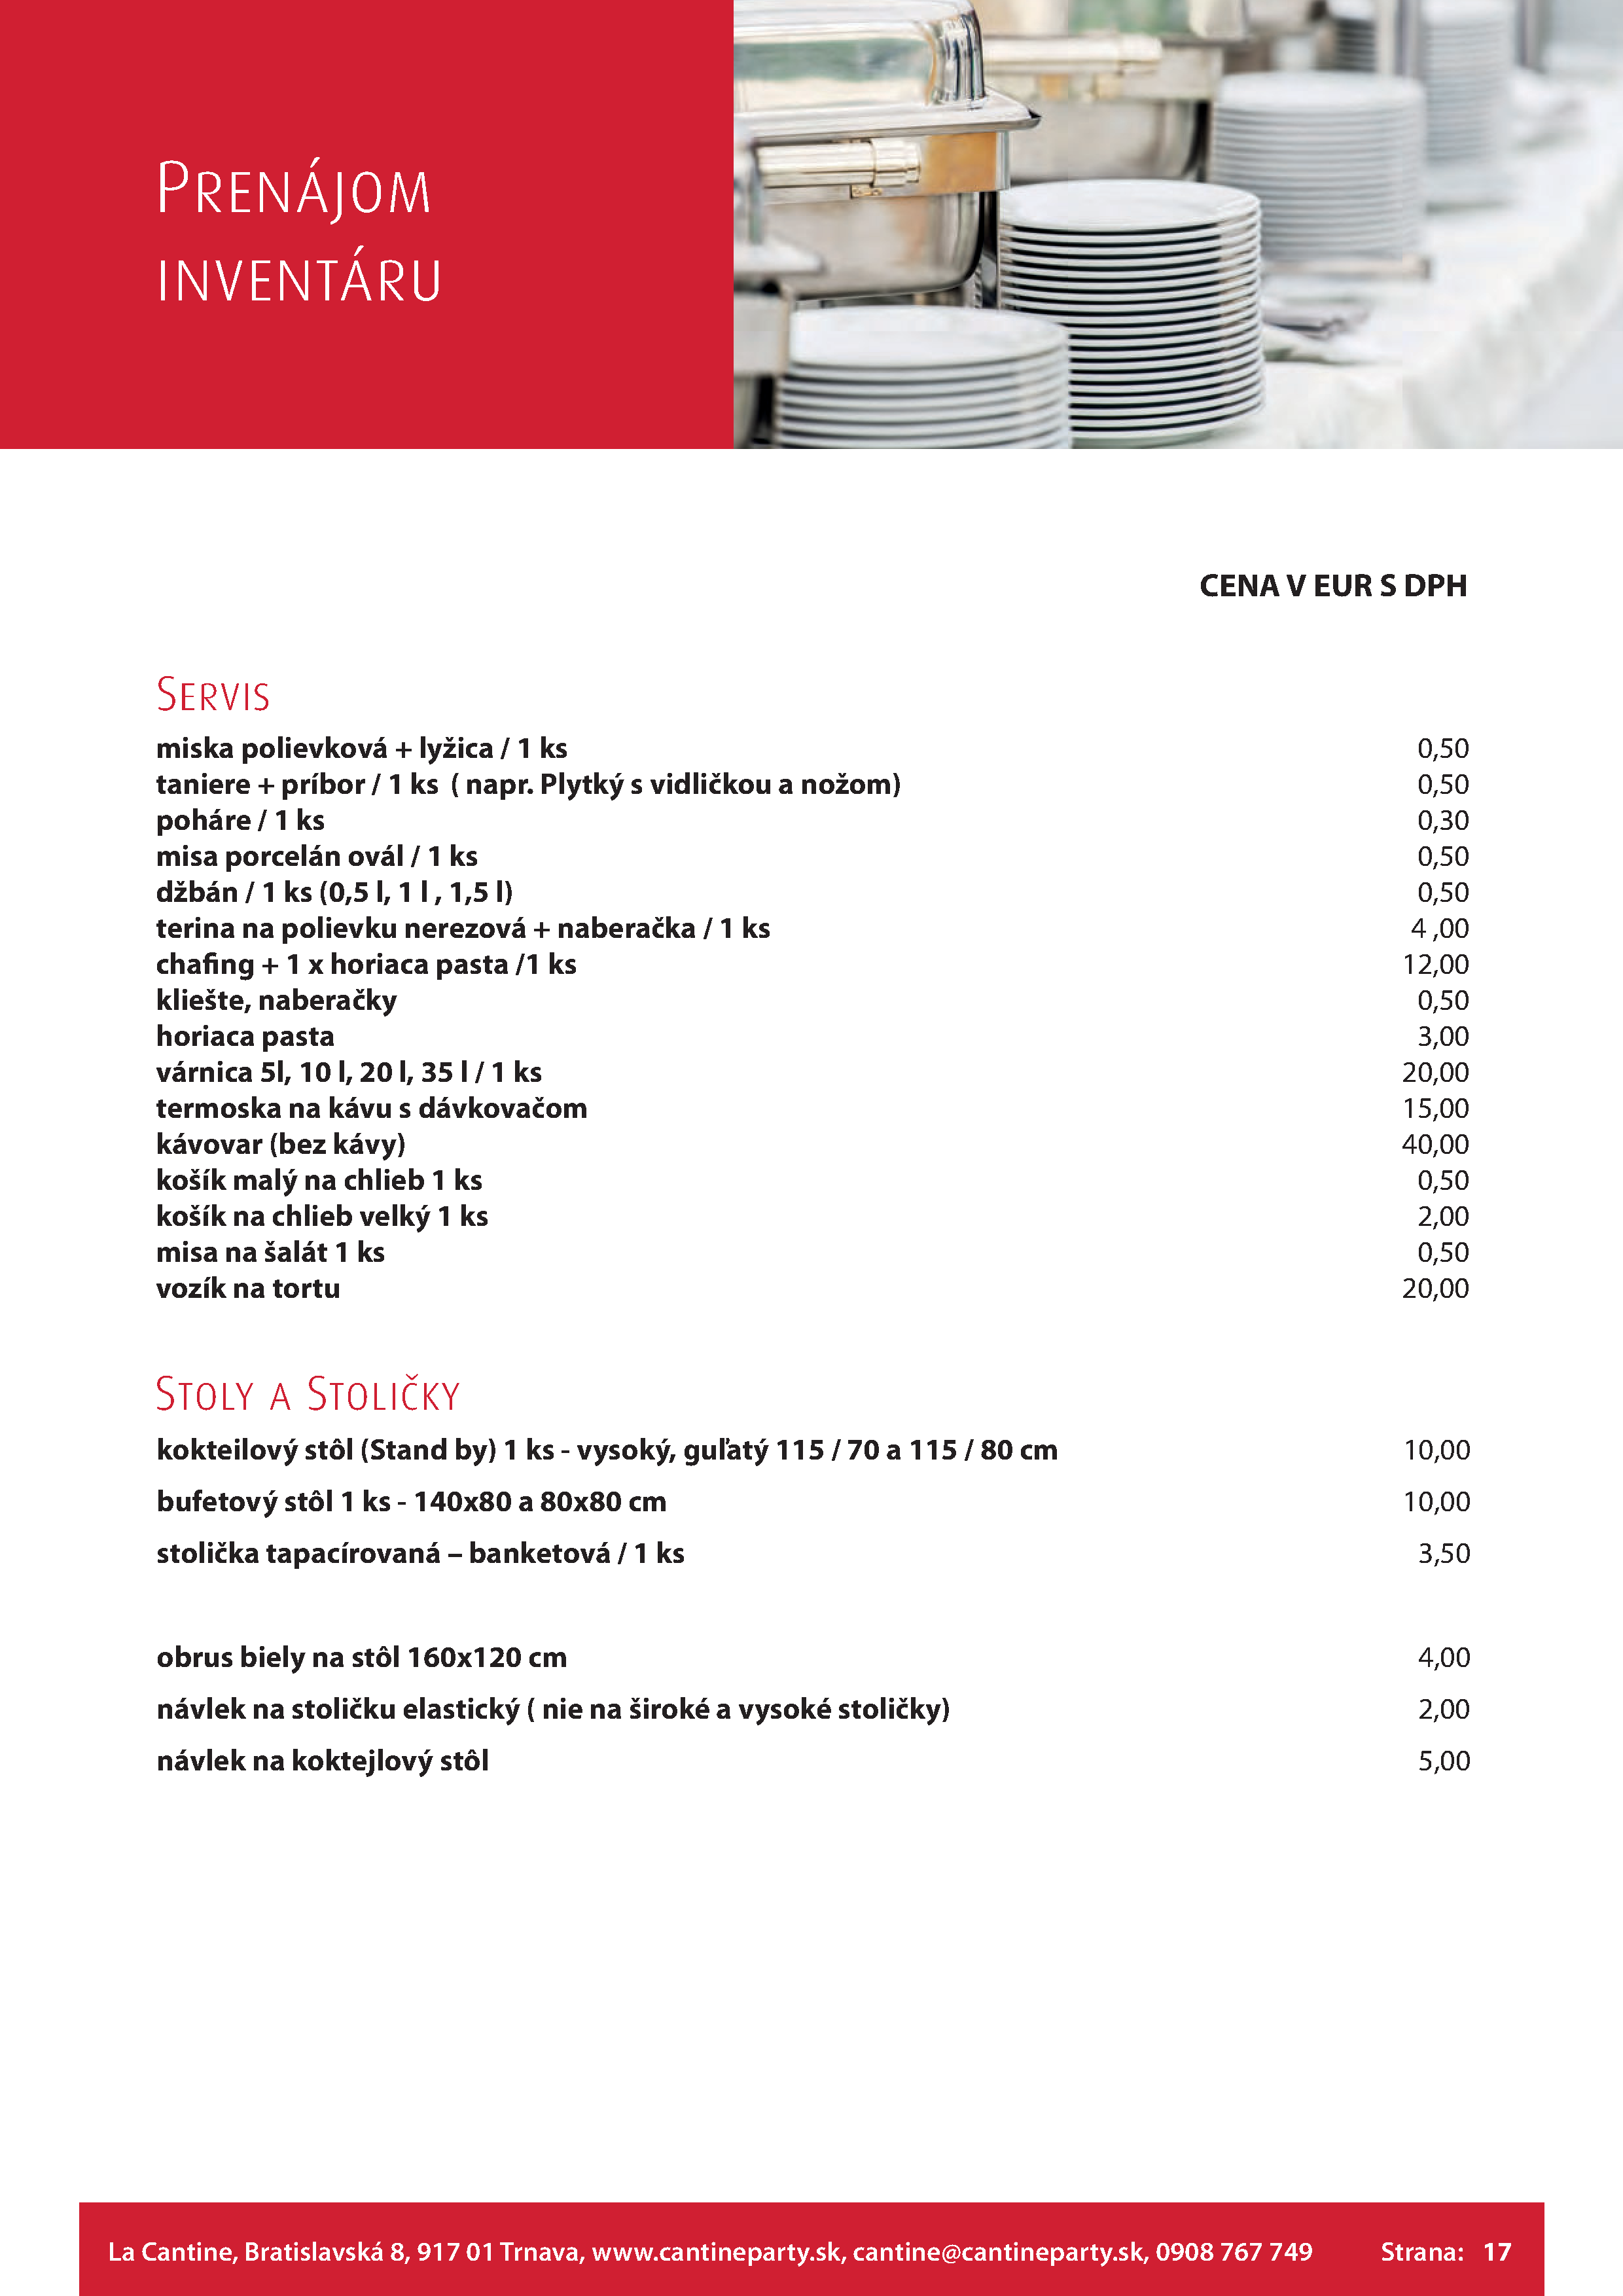 Prenájom
inventáru
CENA V EUR S DPH
Servis
miska polievková + lyžica / 1 ks 0,50
taniere + príbor / 1 ks ( napr. Plytký s vidličkou a nožom) 0,50
poháre / 1 ks 0,30
misa porcelán ovál / 1 ks 0,50
džbán / 1 ks (0,5 l, 1 l , 1,5 l) 0,50
terina na polievku nerezová + naberačka / 1 ks 4 ,00
chafing + 1 x horiaca pasta /1 ks 12,00
kliešte, naberačky 0,50
horiaca pasta 3,00
várnica 5l, 10 l, 20 l, 35 l / 1 ks 20,00
termoska na kávu s dávkovačom 15,00
kávovar (bez kávy) 40,00
košík malý na chlieb 1 ks 0,50
košík na chlieb velký 1 ks 2,00
misa na šalát 1 ks 0,50
vozík na tortu 20,00
Stoly a Stoličky
kokteilový stôl (Stand by) 1 ks - vysoký, guľatý 115 / 70 a 115 / 80 cm 10,00
bufetový stôl 1 ks - 140x80 a 80x80 cm 10,00
stolička tapacírovaná – banketová / 1 ks 3,50
obrus biely na stôl 160x120 cm 4,00
návlek na stoličku elastický ( nie na široké a vysoké stoličky) 2,00
návlek na koktejlový stôl 5,00
La Cantine, Bratislavská 8, 917 01 Trnava, www.cantineparty.sk, cantine@cantineparty.sk, 0908 767 749 Strana: 17